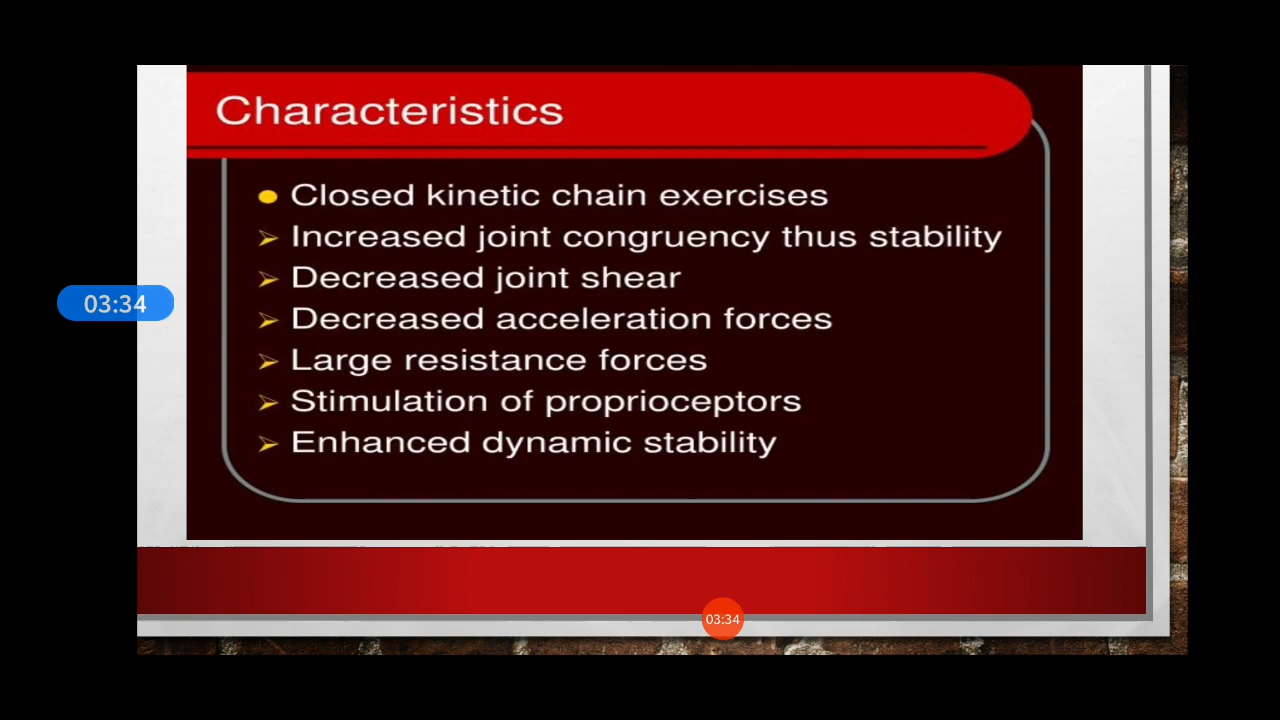 Characteristics
Closed kinetic chain exercises
Increased joint congruency thus stability
Decreased joint shear
03:34
Decreased acceleration forces
Large resistance forces
Stimulation of proprioceptors
Enhanced dynamic stability
03:34